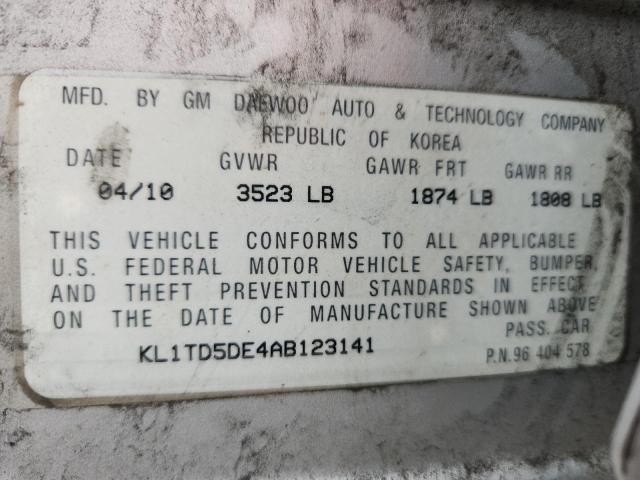 MFD. BY GM DAEWOO AUTO & TECHNOLOGY COMPANY
REPUBLIC OF KOREA
DATE GVWR GAWR FRT GAWR RR
04/10 3523 LB 1874 LB 1808 LB
THIS VEHICLE CONFORMS TO ALL APPLICABLE
U.S. FEDERAL MOTOR VEHICLE SAFETY, BUMPER,
AND THEFT PREVENTION STANDARDS IN EFFECT
ON THE DATE OF MANUFACTURE SHOWN ABOVE
PASS. CAR
KL1TD5DE4AB123141 P.N. 96 404 578